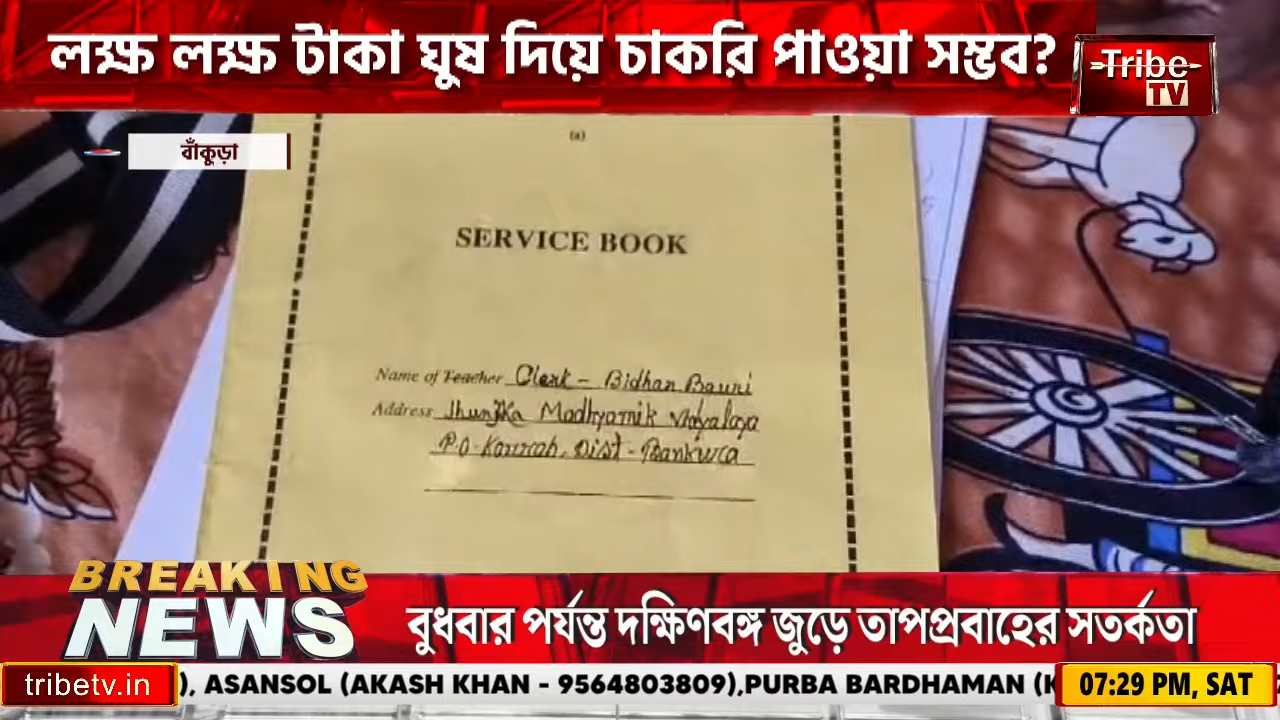 লক্ষ লক্ষ টাকা ঘুষ দিয়ে চাকরি পাওয়া সম্ভব?
Tribe
TV
বাঁকুড়া
(a)
SERVICE BOOK
Name of Teacher Clerk - Bidhan Bauri
Address Jhunjka Madhyamik Vidyalaya
P.O - Kanrrah, Dist - Bankura
BREAKING
NEWS
বুধবার পর্যন্ত দক্ষিণবঙ্গ জুড়ে তাপপ্রবাহের সতর্কতা
tribetv.in
), ASANSOL (AKASH KHAN - 9564803809),PURBA BARDHAMAN (
07:29 PM, SAT